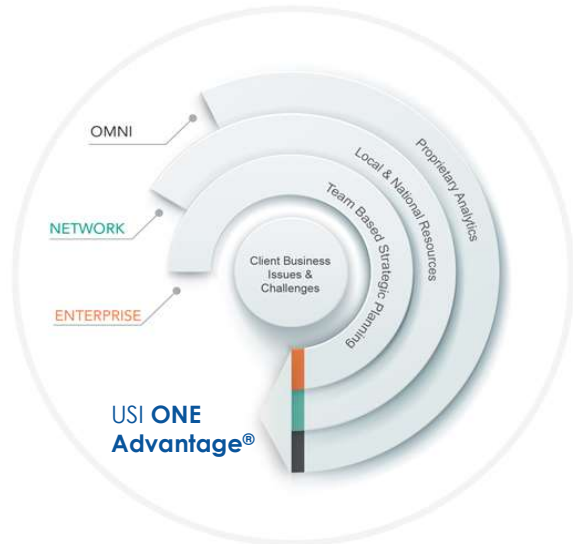 OMNI
NETWORK
ENTERPRISE
Proprietary Analytics
Local & National Resources
Team Based Strategic Planning
Client Business
Issues &
Challenges
USI ONE
Advantage®